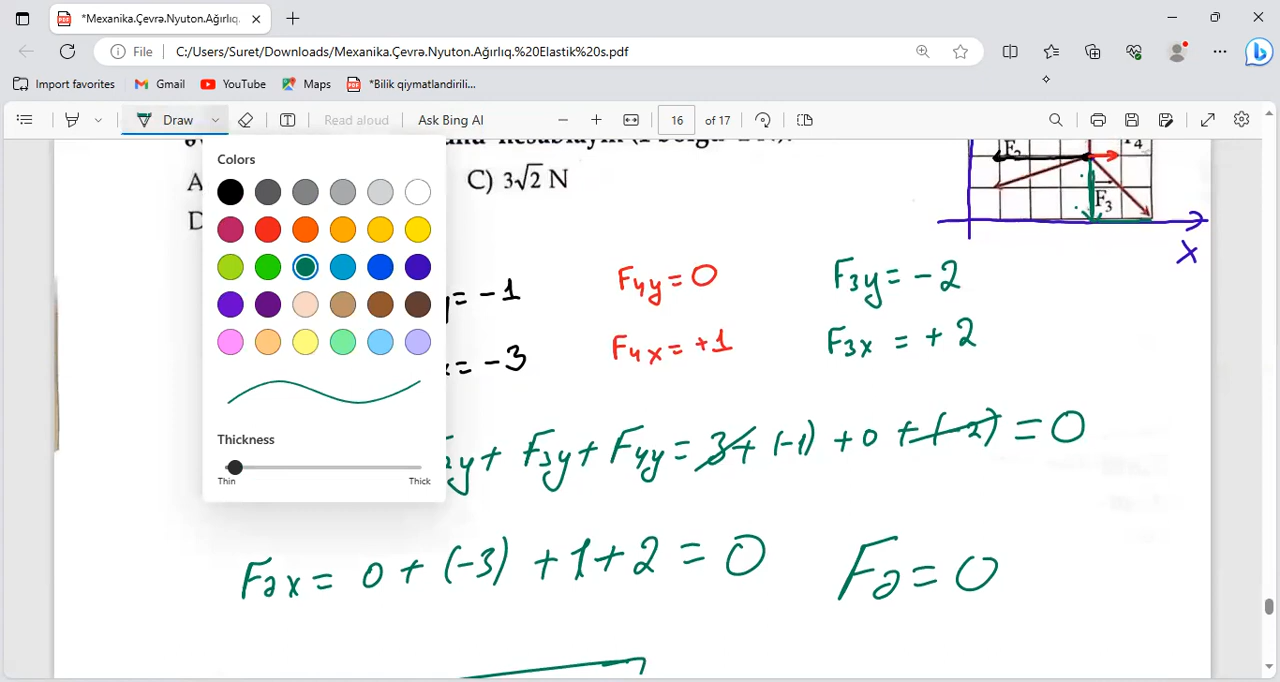 *Mexanika.Çevrə.Nyuton.Ağırlıq.
File C:/Users/Suret/Downloads/Mexanika.Çevrə.Nyuton.Ağırlıq.%20Elastik%20s.pdf
Import favorites Gmail YouTube Maps *Bilik qiymatlandirili...
Draw Read aloud Ask Bing AI 16 of 17
Colors
C) 3√2 N
F₃
X
= -1
F₄y = 0
F₃y = -2
= -3
F₄x = +1
F₃x = + 2
Thickness
Thin Thick
y + F₃y + F₄y = 3 + (-1) + 0 + (-2) = 0
Fəx = 0 + (-3) + 1 + 2 = 0
Fə = 0